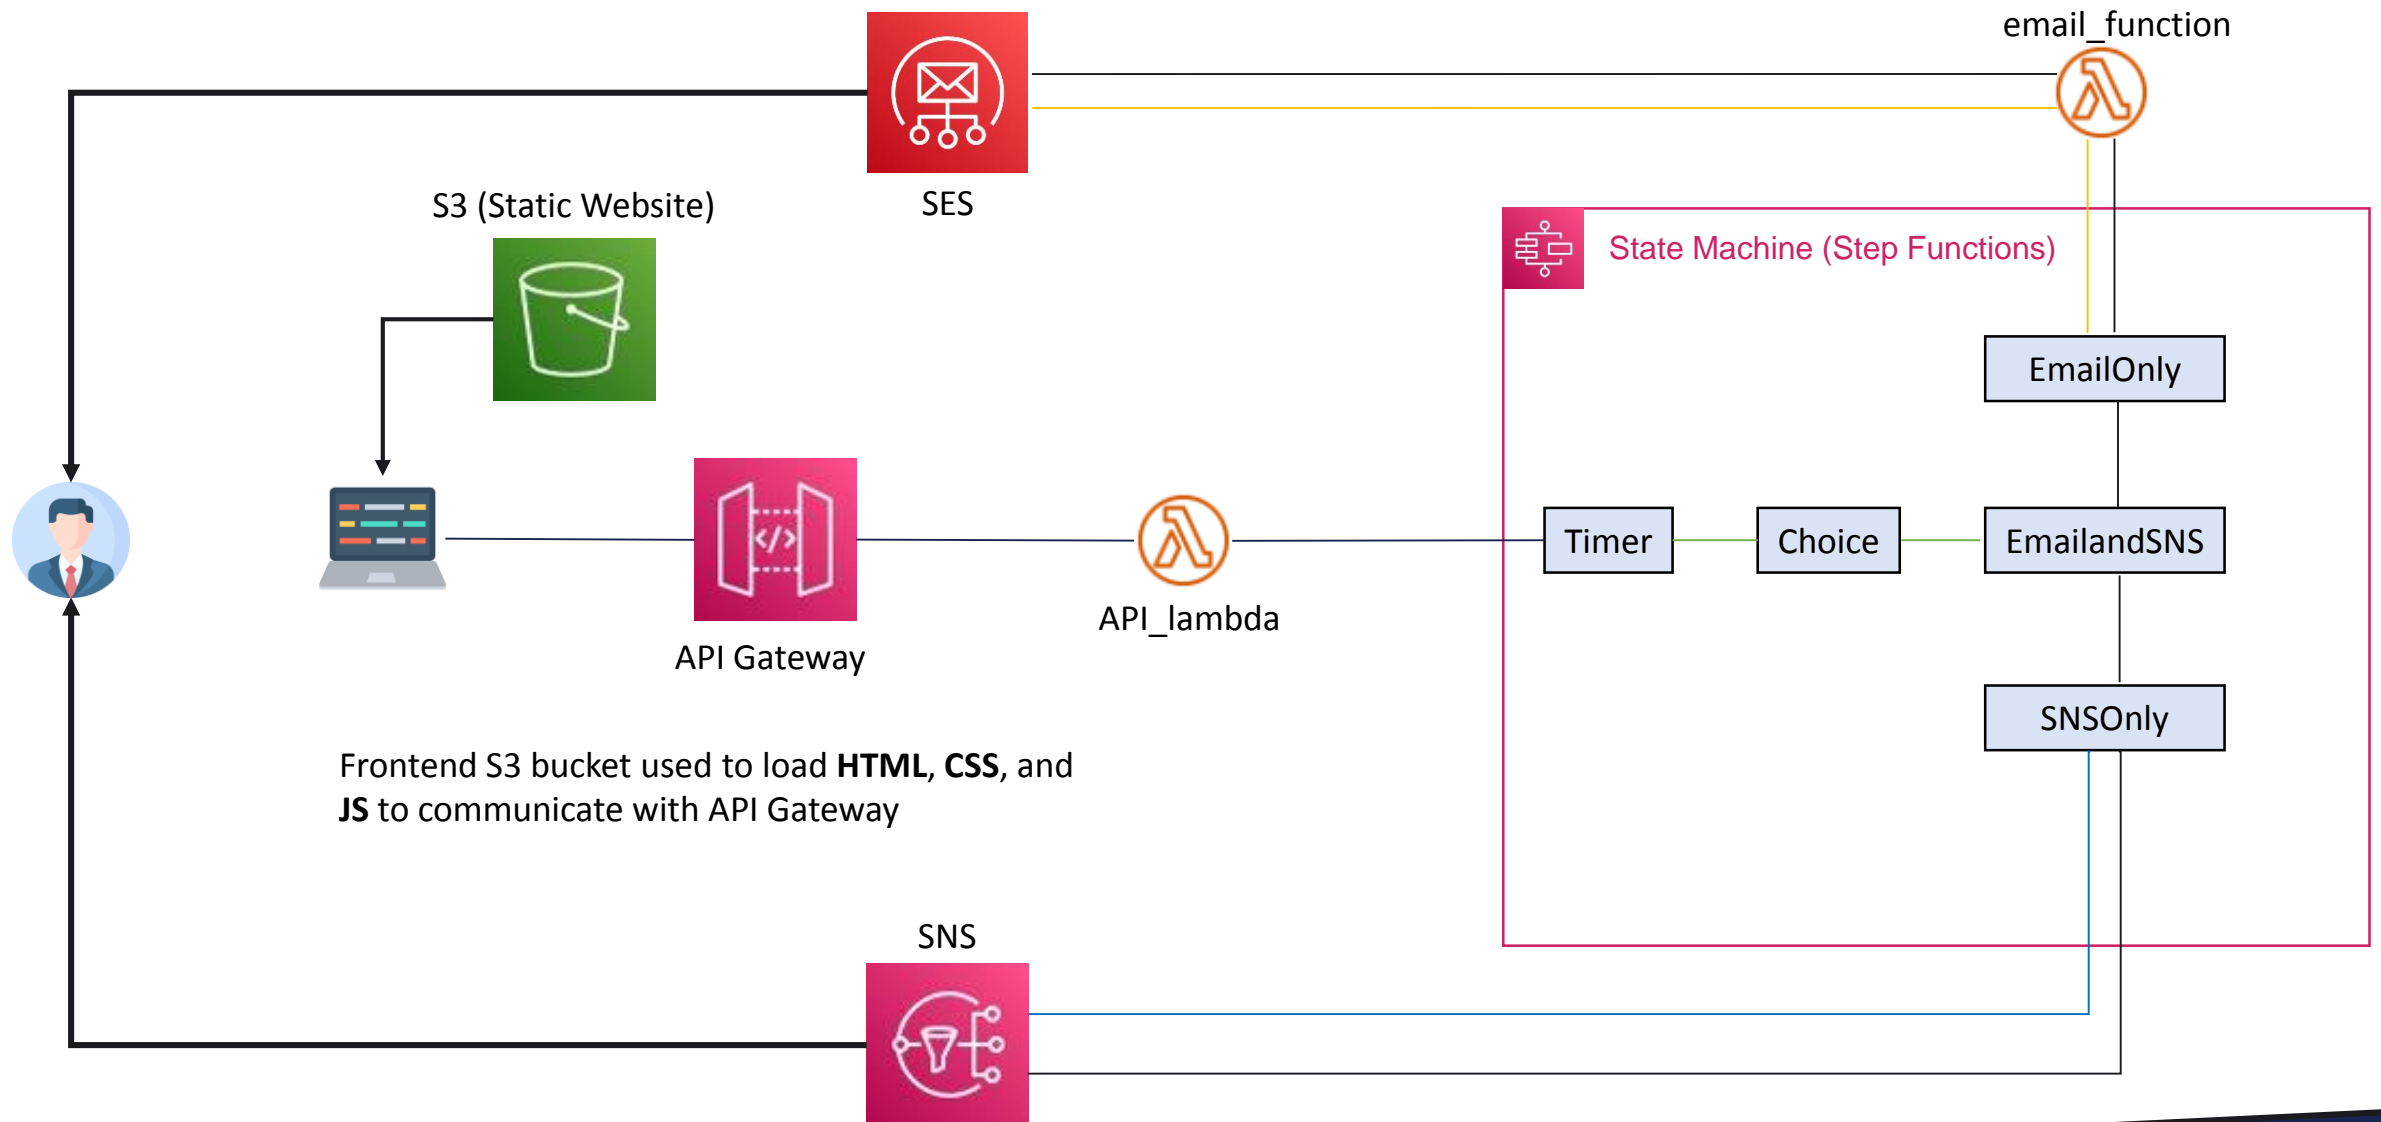 email_function
SES
S3 (Static Website)
State Machine (Step Functions)
EmailOnly
Timer
Choice
EmailandSNS
API_lambda
API Gateway
SNSOnly
Frontend S3 bucket used to load HTML, CSS, and
JS to communicate with API Gateway
SNS